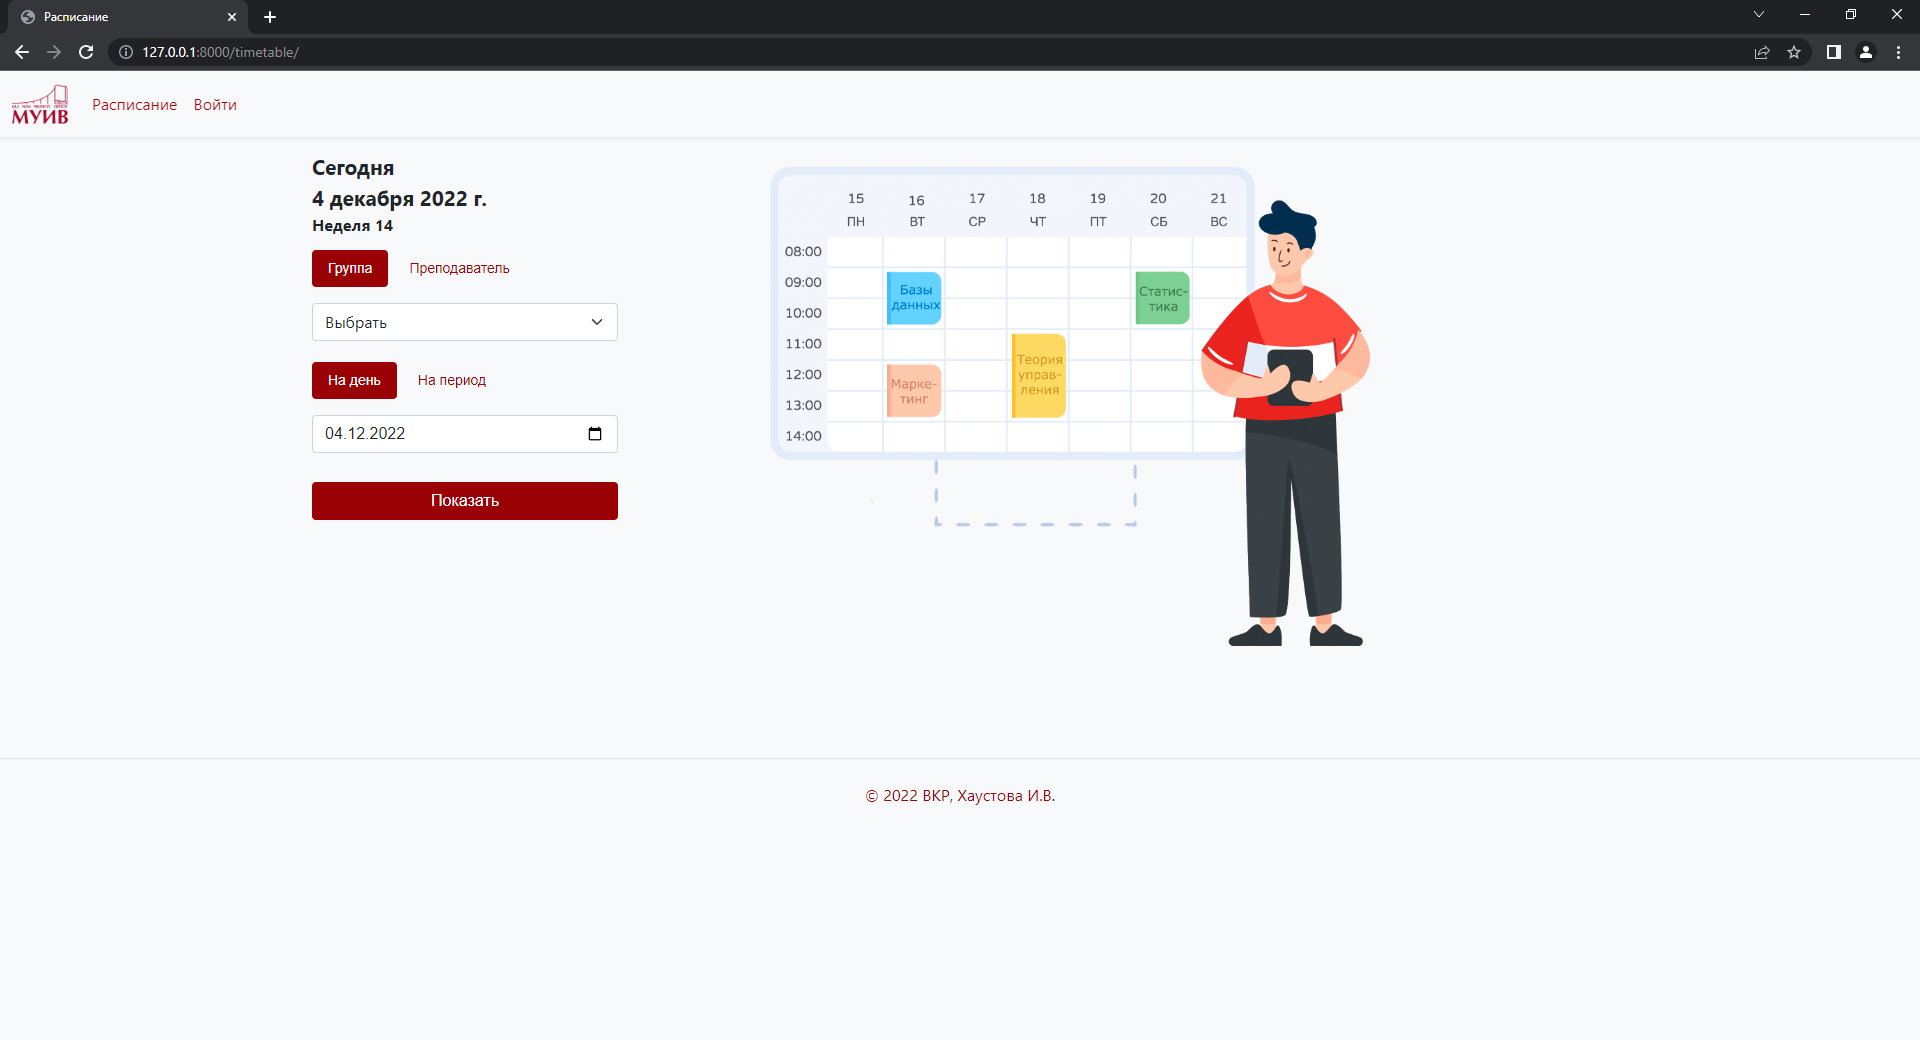 Расписание
127.0.0.1:8000/timetable/
МУИВ
Расписание Войти
Сегодня
4 декабря 2022 г.
Неделя 14
Группа Преподаватель
Выбрать
На день На период
04.12.2022
Показать
15 16 17 18 19 20 21
ПН ВТ СР ЧТ ПТ СБ ВС
08:00
09:00
10:00
11:00
12:00
13:00
14:00
Базы
данных
Марке-
тинг
Теория
управ-
ления
Статис-
тика
© 2022 ВКР, Хаустова И.В.